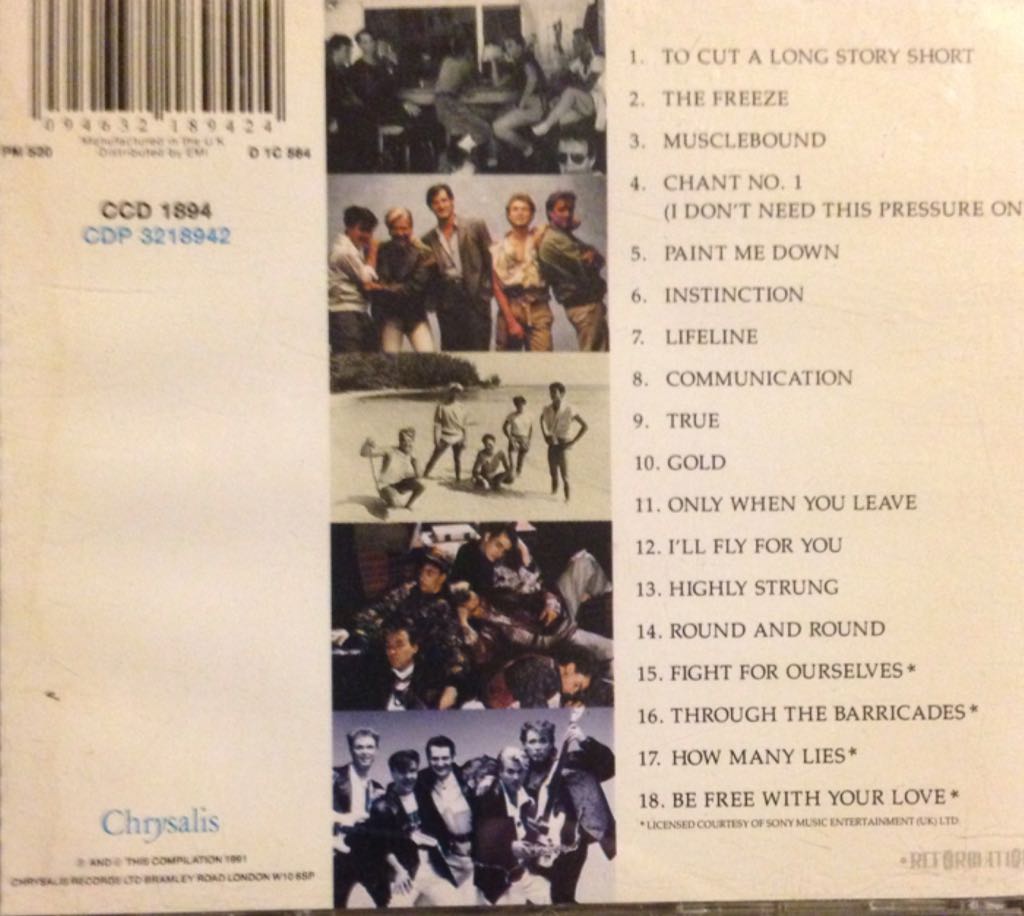 094632 189424
Manufactured in the U.K.
Distributed by EMI
PM 520
D 1C 584
CCD 1894
CDP 3218942
1. TO CUT A LONG STORY SHORT
2. THE FREEZE
3. MUSCLEBOUND
4. CHANT NO. 1
(I DON'T NEED THIS PRESSURE ON
5. PAINT ME DOWN
6. INSTINCTION
7. LIFELINE
8. COMMUNICATION
9. TRUE
10. GOLD
11. ONLY WHEN YOU LEAVE
12. I'LL FLY FOR YOU
13. HIGHLY STRUNG
14. ROUND AND ROUND
15. FIGHT FOR OURSELVES*
16. THROUGH THE BARRICADES*
17. HOW MANY LIES*
18. BE FREE WITH YOUR LOVE*
*LICENSED COURTESY OF SONY MUSIC ENTERTAINMENT (UK) LTD.
Chrysalis
℗ AND © THIS COMPILATION 1991
CHRYSALIS RECORDS LTD BRAMLEY ROAD LONDON W10 6SP